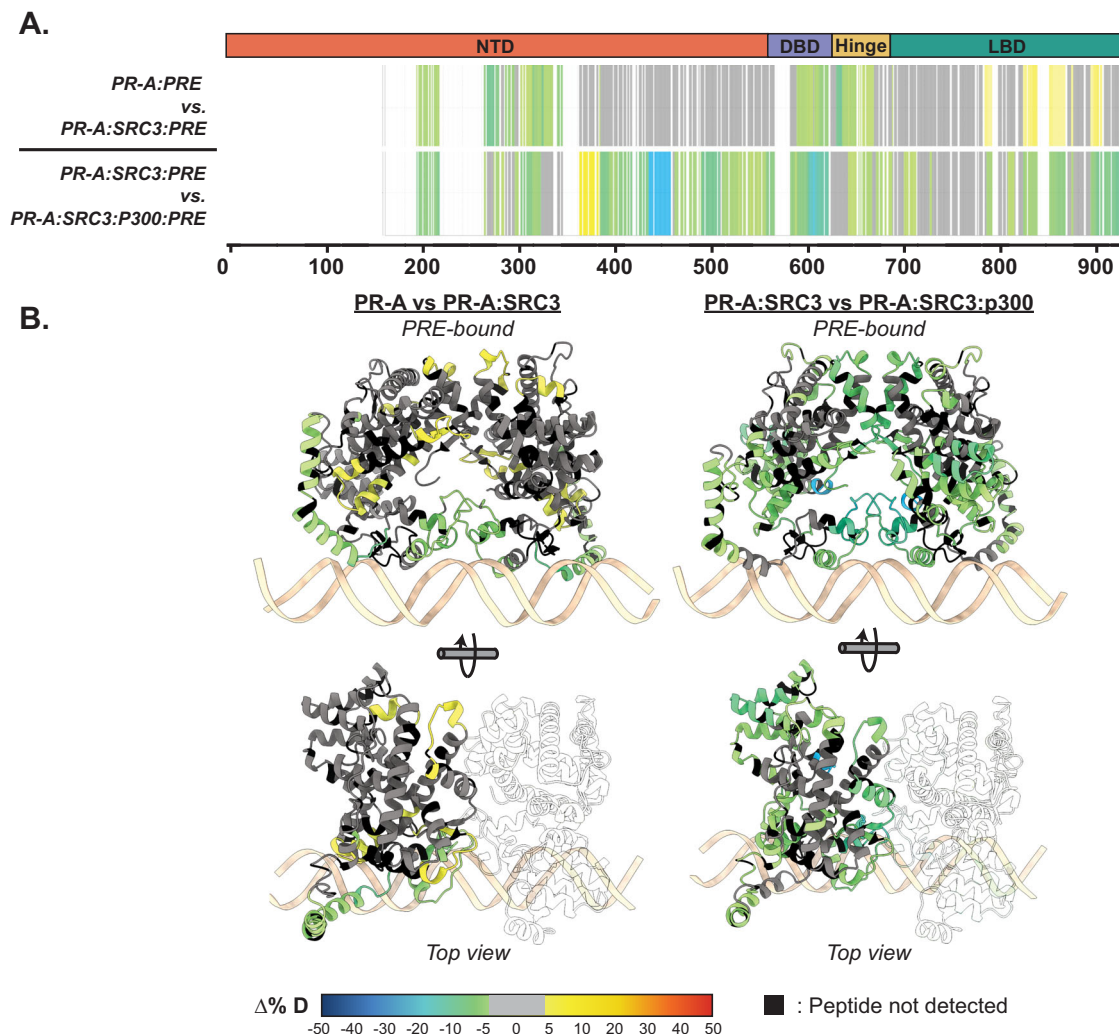 A.
NTD DBD Hinge LBD
PR-A:PRE
vs.
PR-A:SRC3:PRE
PR-A:SRC3:PRE
vs.
PR-A:SRC3:P300:PRE
0 100 200 300 400 500 600 700 800 900
B.
PR-A vs PR-A:SRC3
PRE-bound
PR-A:SRC3 vs PR-A:SRC3:p300
PRE-bound
Top view
Top view
Δ% D
-50 -40 -30 -20 -10 -5 0 5 10 20 30 40 50
: Peptide not detected